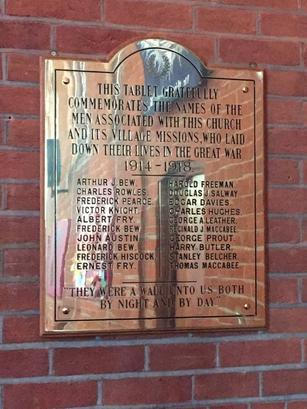 THIS TABLET GRATEFULLY
COMMEMORATES THE NAMES OF THE
MEN ASSOCIATED WITH THIS CHURCH
AND ITS VILLAGE MISSIONS, WHO LAID
DOWN THEIR LIVES IN THE GREAT WAR
1914-1918.
ARTHUR J. BEW. HAROLD FREEMAN.
CHARLES ROWLES. DOUGLAS J. SALWAY.
FREDERICK PEARCE. EDGAR DAVIES.
VICTOR KNIGHT. CHARLES HUGHES.
ALBERT FRY. GEORGE A. LEATHER.
FREDERICK BEW. REGINALD J. MACCABEE.
JOHN AUSTIN. GEORGE PROUT.
LEONARD BEW. HARRY BUTLER.
FREDERICK HISCOCK. STANLEY BELCHER.
ERNEST FRY. THOMAS MACCABEE.
"THEY WERE A WALL UNTO US BOTH
BY NIGHT AND BY DAY"